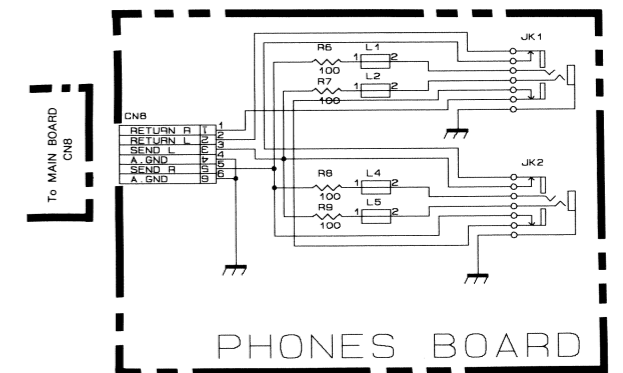 JK1
R6
L1
1
2
100
R7
L2
1
2
100
To MAIN BOARD
CN8
CN8
RETURN R 1 1
RETURN L 2 2
SEND L 3 3
A.GND 4 4
SEND R 5 5
A.GND 6 6
JK2
R8
L4
1
2
100
R9
L5
1
2
100
PHONES BOARD